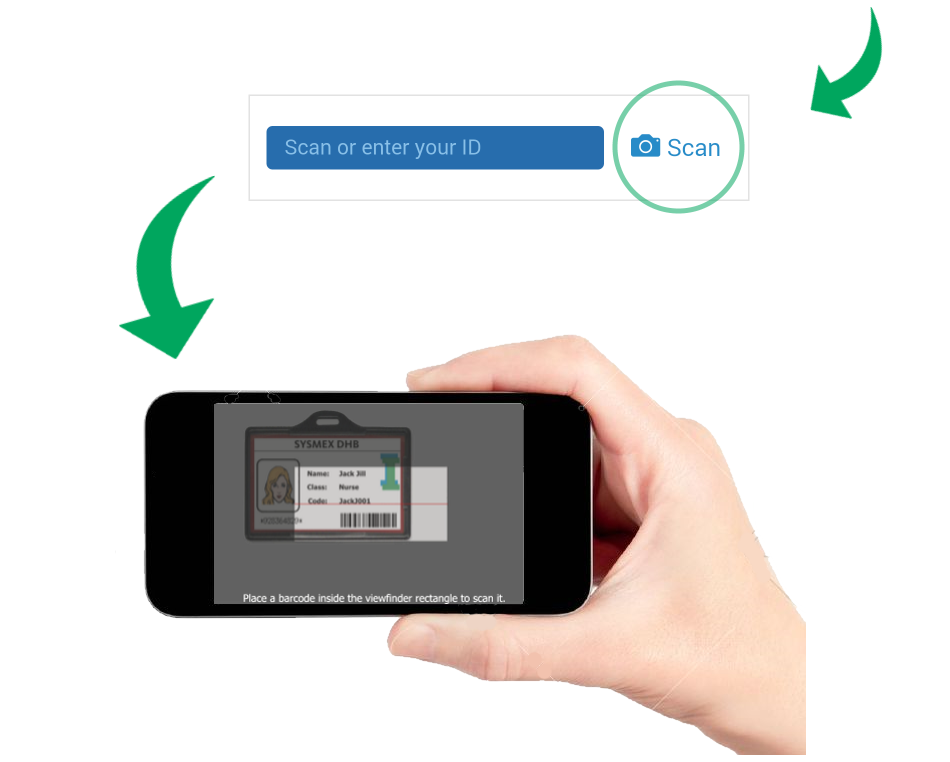 Scan or enter your ID
Scan
SYSMEX DHB
Name: Jack Jill
Class: Nurse
Code: JackJ001
Place a barcode inside the viewfinder rectangle to scan it.